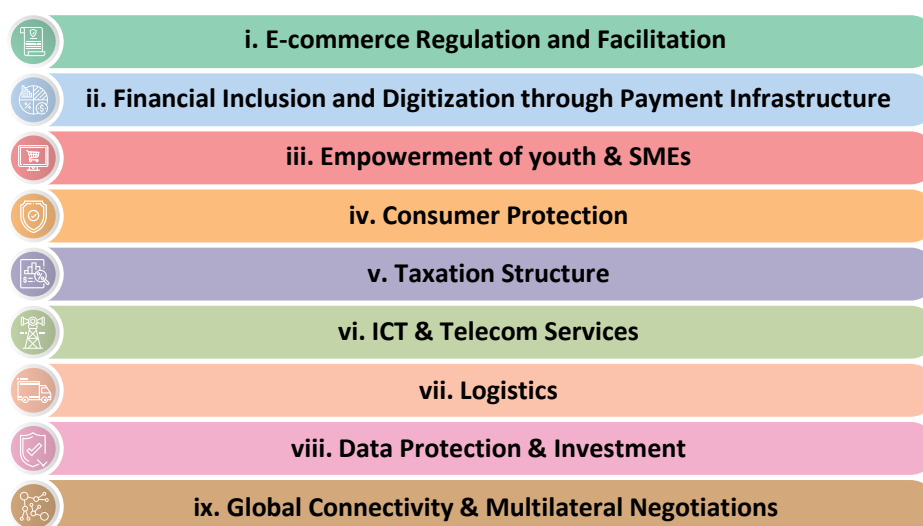 i. E-commerce Regulation and Facilitation
ii. Financial Inclusion and Digitization through Payment Infrastructure
iii. Empowerment of youth & SMEs
iv. Consumer Protection
v. Taxation Structure
vi. ICT & Telecom Services
vii. Logistics
viii. Data Protection & Investment
ix. Global Connectivity & Multilateral Negotiations